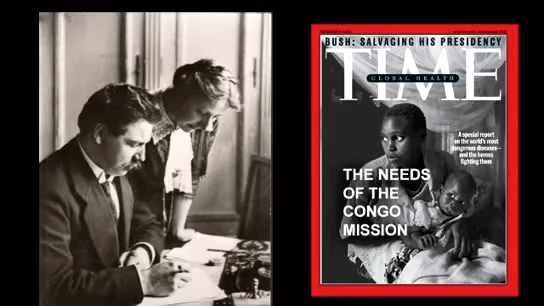 BUSH: SALVAGING HIS PRESIDENCY
TIME
GLOBAL HEALTH
A special report
on the world's most
dangerous diseases—
and the heroes
fighting them
THE NEEDS
OF THE
CONGO
MISSION